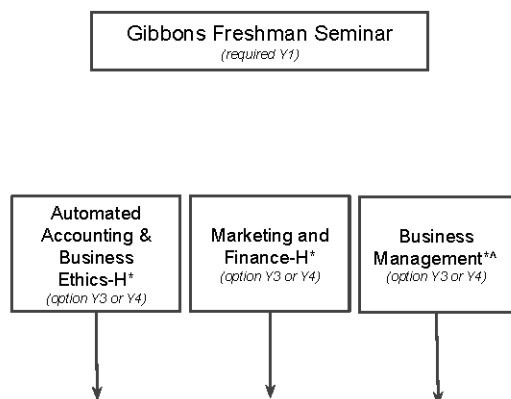 Gibbons Freshman Seminar
(required Y1)
Automated
Accounting &
Business
Ethics-H*
(option Y3 or Y4)
Marketing and
Finance-H*
(option Y3 or Y4)
Business
Management*^
(option Y3 or Y4)